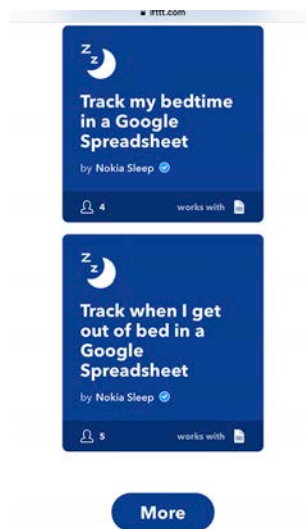 ifttt.com
z
z
Track my bedtime
in a Google
Spreadsheet
by Nokia Sleep
4 works with
z
z
Track when I get
out of bed in a
Google
Spreadsheet
by Nokia Sleep
5 works with
More